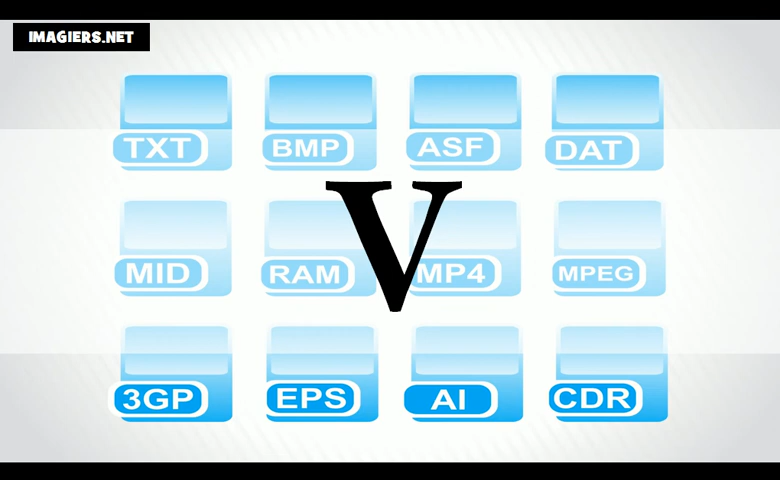 IMAGIERS.NET
TXT BMP ASF DAT
V
MID RAM MP4 MPEG
3GP EPS AI CDR